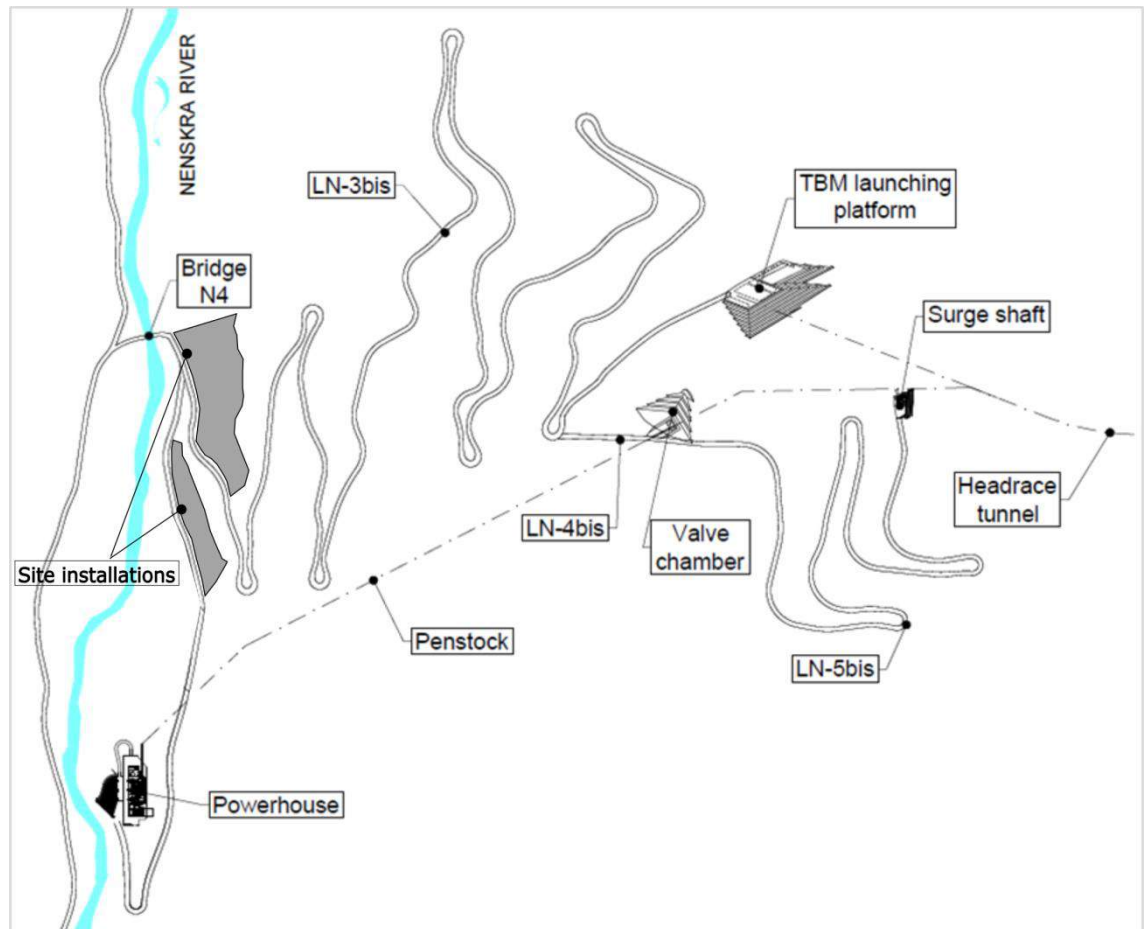 NENSKRA RIVER
LN-3bis
TBM launching
platform
Bridge
N4
Surge shaft
Headrace
tunnel
LN-4bis
Valve
chamber
Site installations
Penstock
LN-5bis
Powerhouse